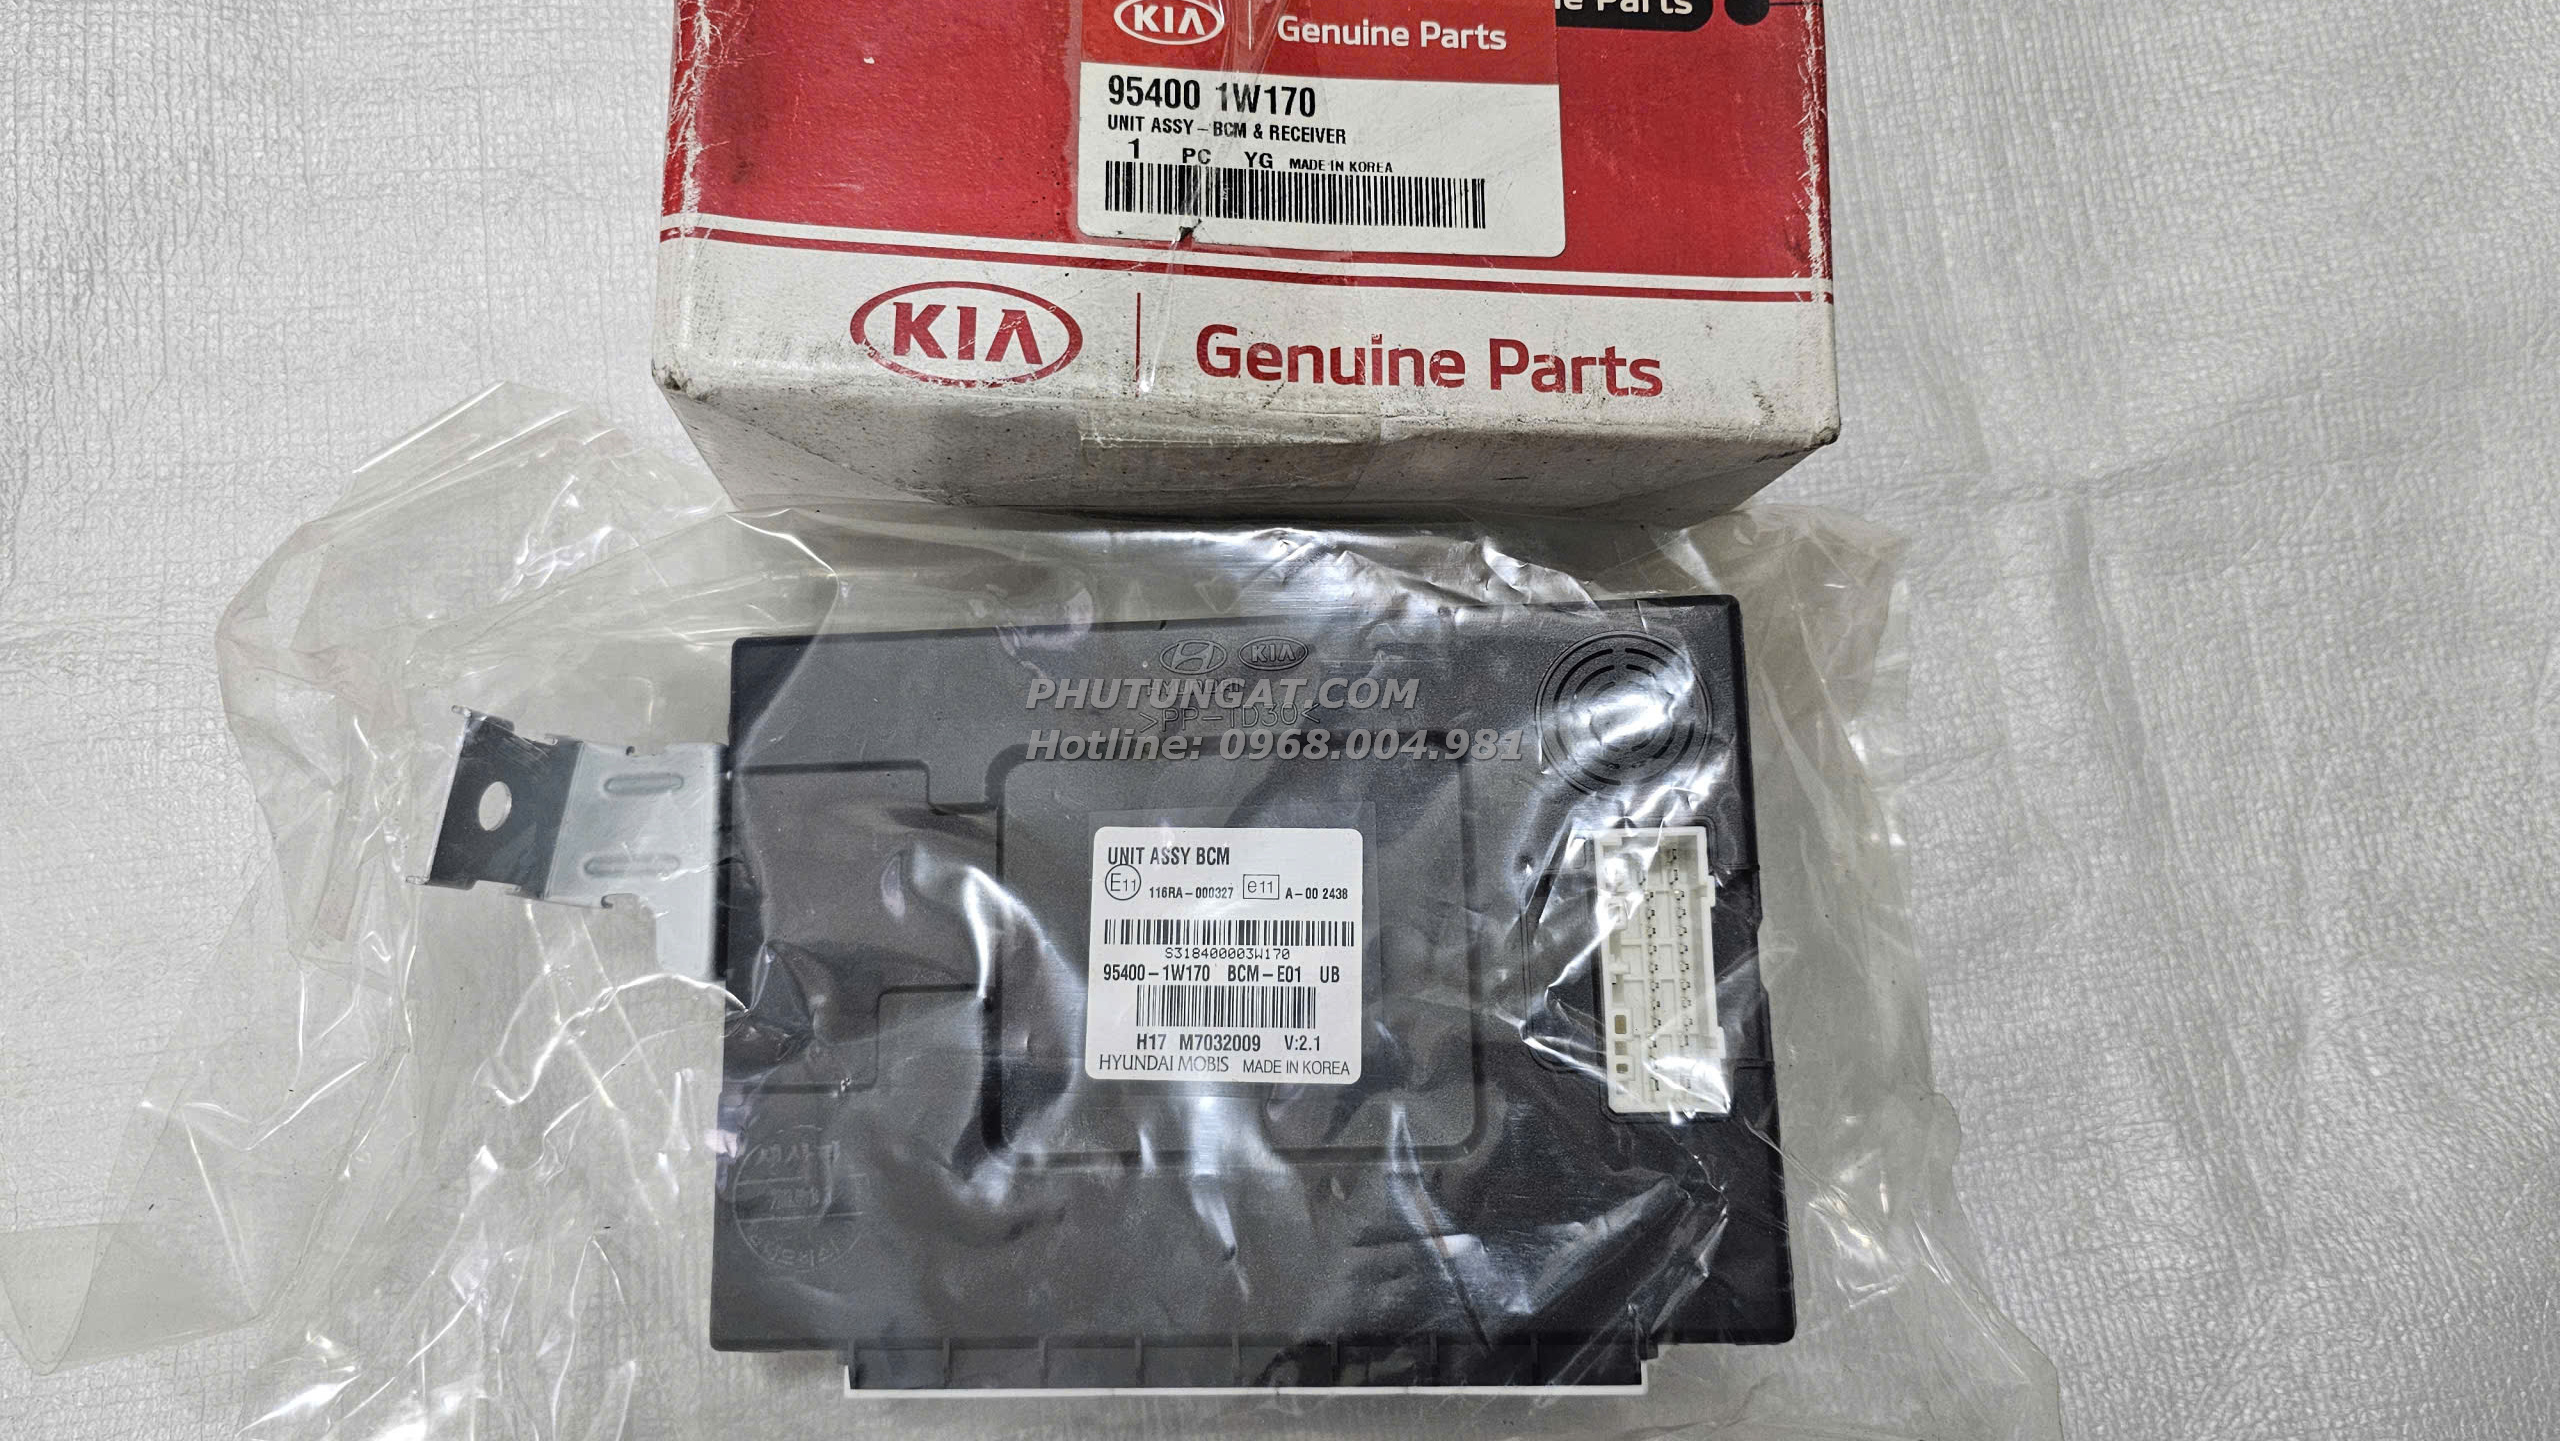 KIA Genuine Parts
Parts
95400 1W170
UNIT ASSY-BCM & RECEIVER
1 PC YG MADE IN KOREA
KIA Genuine Parts
HYUNDAI KIA
>PP-TD30<
PHUTUNGAT.COM
Hotline: 0968.004.981
UNIT ASSY BCM
E11 116RA-000327 e11 A-00 2438
S318400003W170
95400-1W170 BCM-E01 UB
H17 M7032009 V:2.1
HYUNDAI MOBIS MADE IN KOREA